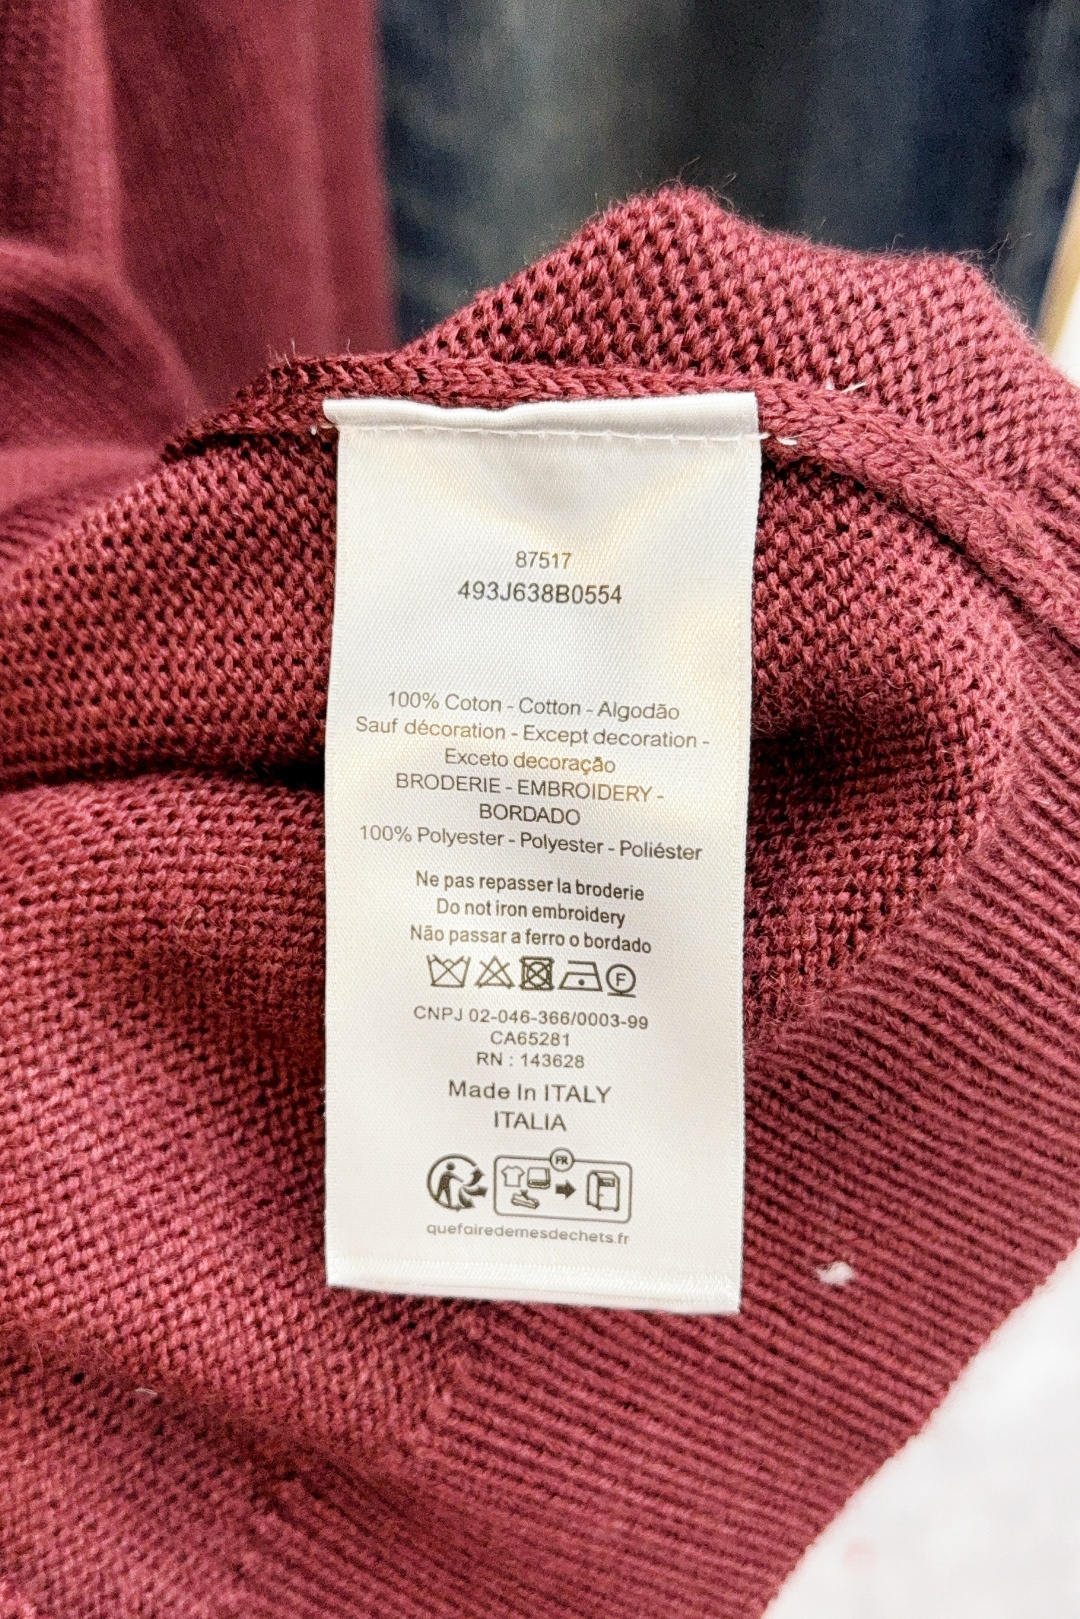 87517
493J638B0554
100% Coton - Cotton - Algodão
Sauf décoration - Except decoration -
Exceto decoração
BRODERIE - EMBROIDERY -
BORDADO
100% Polyester - Polyester - Poliéster
Ne pas repasser la broderie
Do not iron embroidery
Não passar a ferro o bordado
F
CNPJ 02-046-366/0003-99
CA65281
RN : 143628
Made In ITALY
ITALIA
FR
quefairedemesdechets.fr